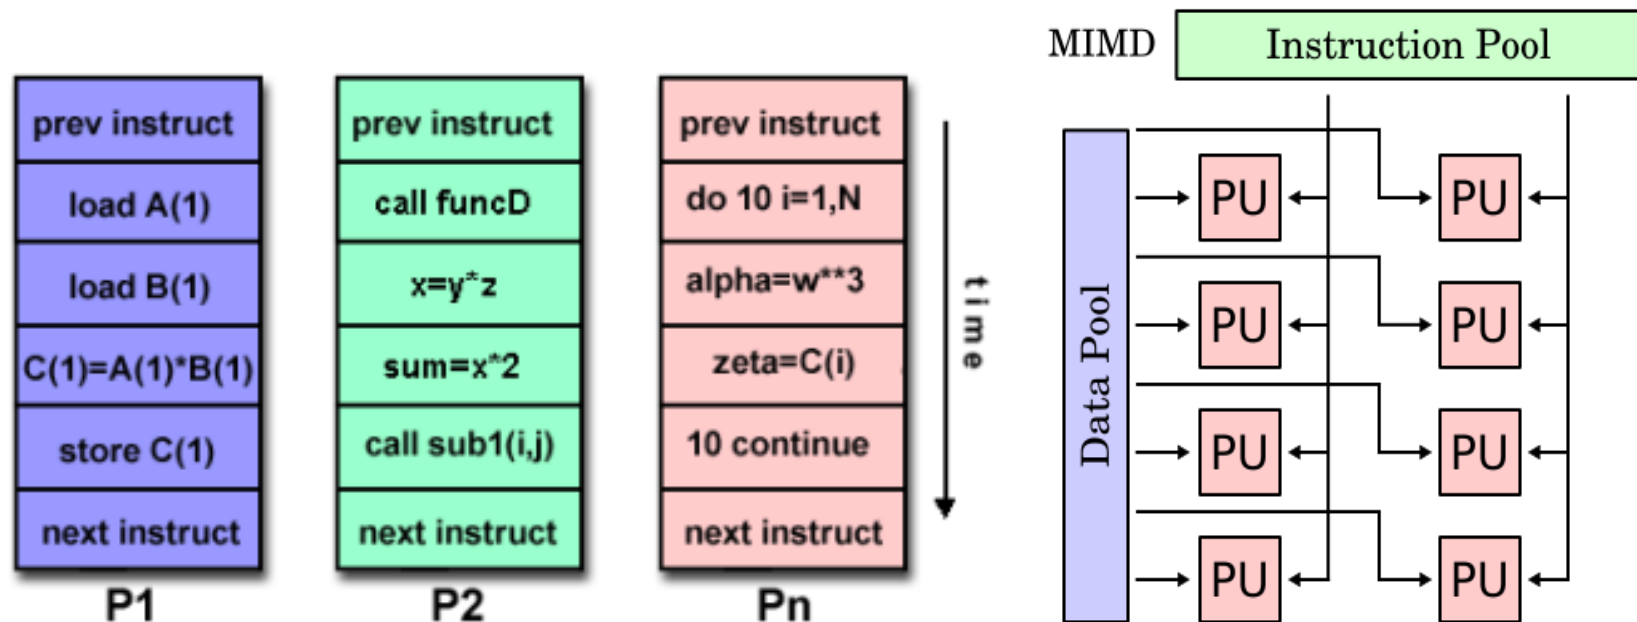 prev instruct
load A(1)
load B(1)
C(1)=A(1)*B(1)
store C(1)
next instruct
P1
prev instruct
call funcD
x=y*z
sum=x*2
call sub1(i,j)
next instruct
P2
prev instruct
do 10 i=1,N
alpha=w**3
zeta=C(i)
10 continue
next instruct
Pn
time
MIMD
Instruction Pool
Data Pool
PU
PU
PU
PU
PU
PU
PU
PU